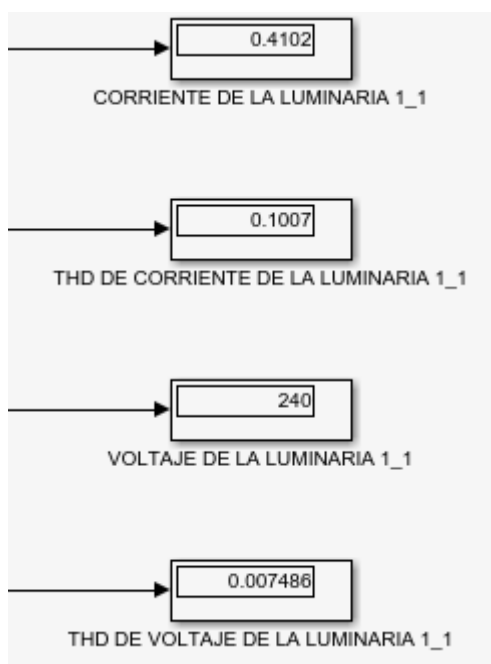 0.4102
CORRIENTE DE LA LUMINARIA 1_1
0.1007
THD DE CORRIENTE DE LA LUMINARIA 1_1
240
VOLTAJE DE LA LUMINARIA 1_1
0.007486
THD DE VOLTAJE DE LA LUMINARIA 1_1